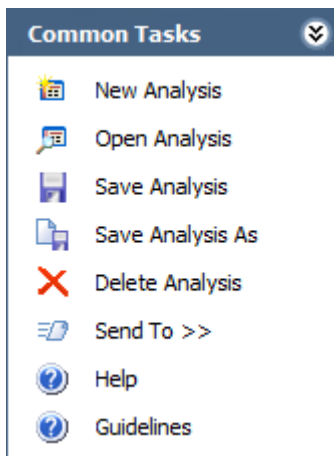 Common Tasks
New Analysis
Open Analysis
Save Analysis
Save Analysis As
Delete Analysis
Send To >>
Help
Guidelines